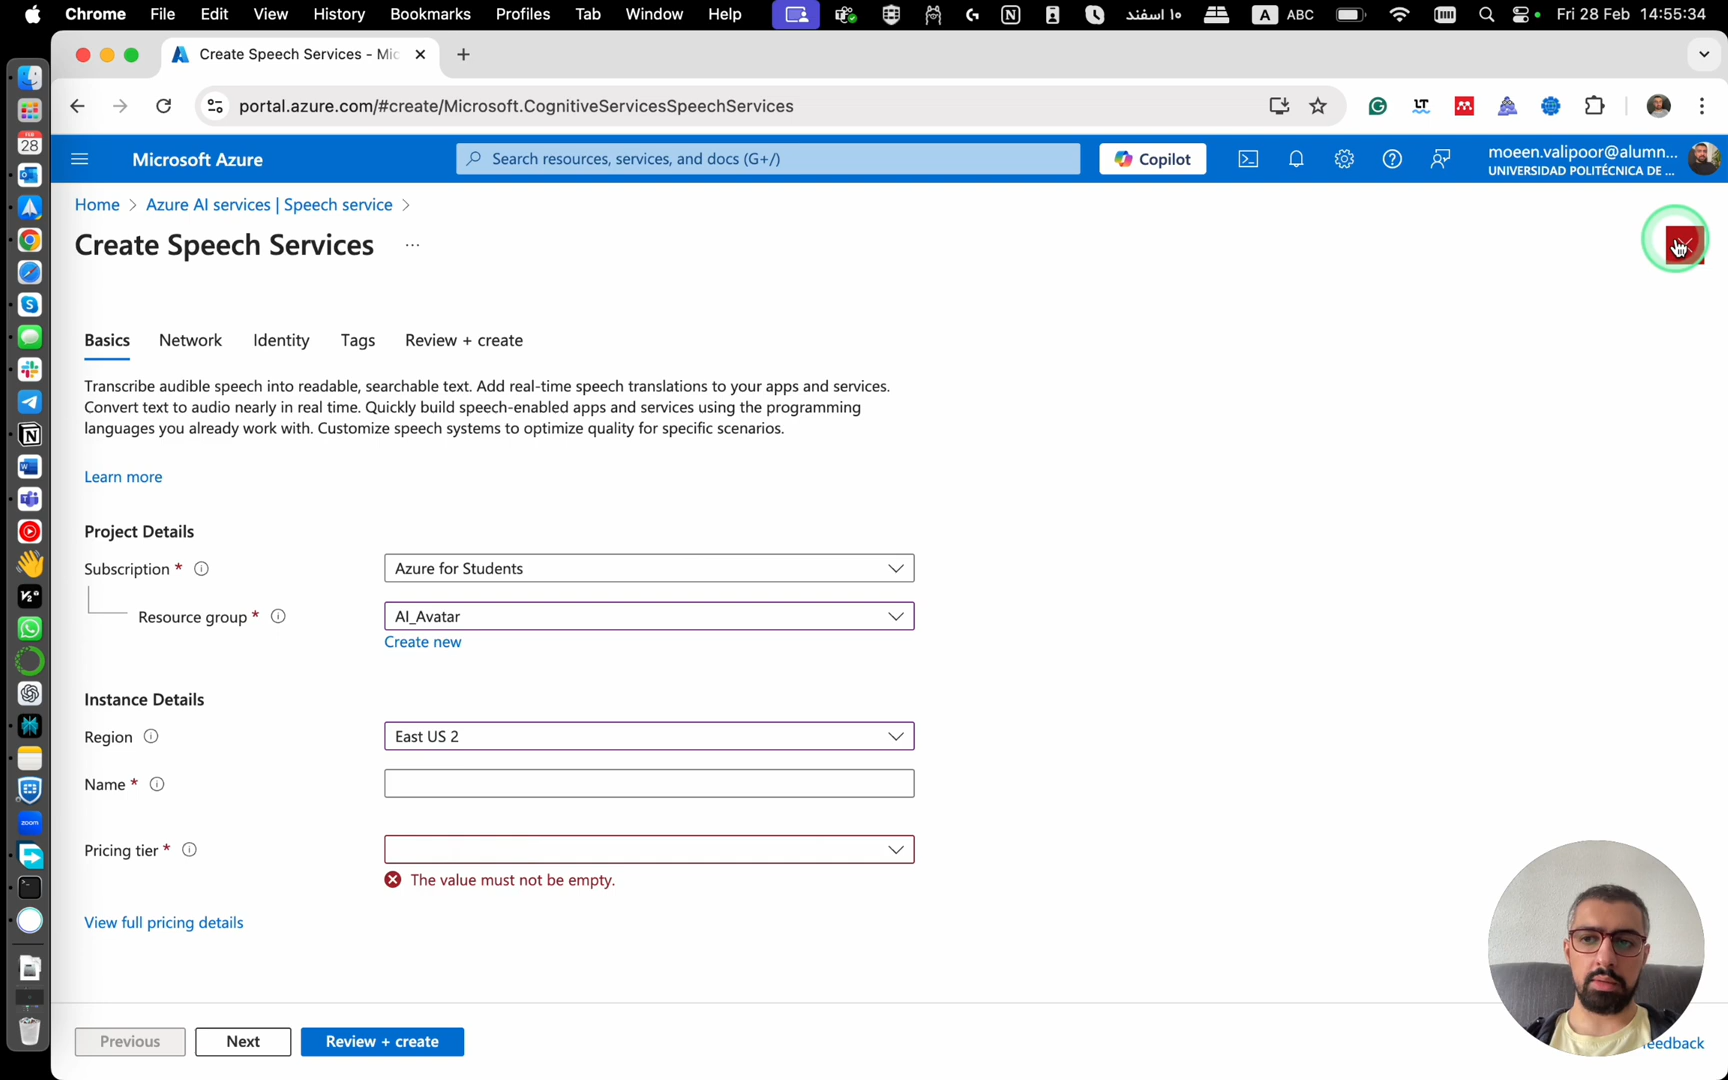 Chrome File Edit View History Bookmarks Profiles Tab Window Help ۱۰ اسفند A ABC Fri 28 Feb 14:55:34
Create Speech Services - Mic
portal.azure.com/#create/Microsoft.CognitiveServicesSpeechServices
Microsoft Azure
Search resources, services, and docs (G+/)
Copilot
moeen.valipoor@alumn...
UNIVERSIDAD POLITÉCNICA DE ...
Home > Azure AI services | Speech service >
Create Speech Services ...
Basics Network Identity Tags Review + create
Transcribe audible speech into readable, searchable text. Add real-time speech translations to your apps and services.
Convert text to audio nearly in real time. Quickly build speech-enabled apps and services using the programming
languages you already work with. Customize speech systems to optimize quality for specific scenarios.
Learn more
Project Details
Subscription * Azure for Students
Resource group * AI_Avatar
Create new
Instance Details
Region East US 2
Name *
Pricing tier *
The value must not be empty.
View full pricing details
Previous Next Review + create
feedback
FEB
28
zoom